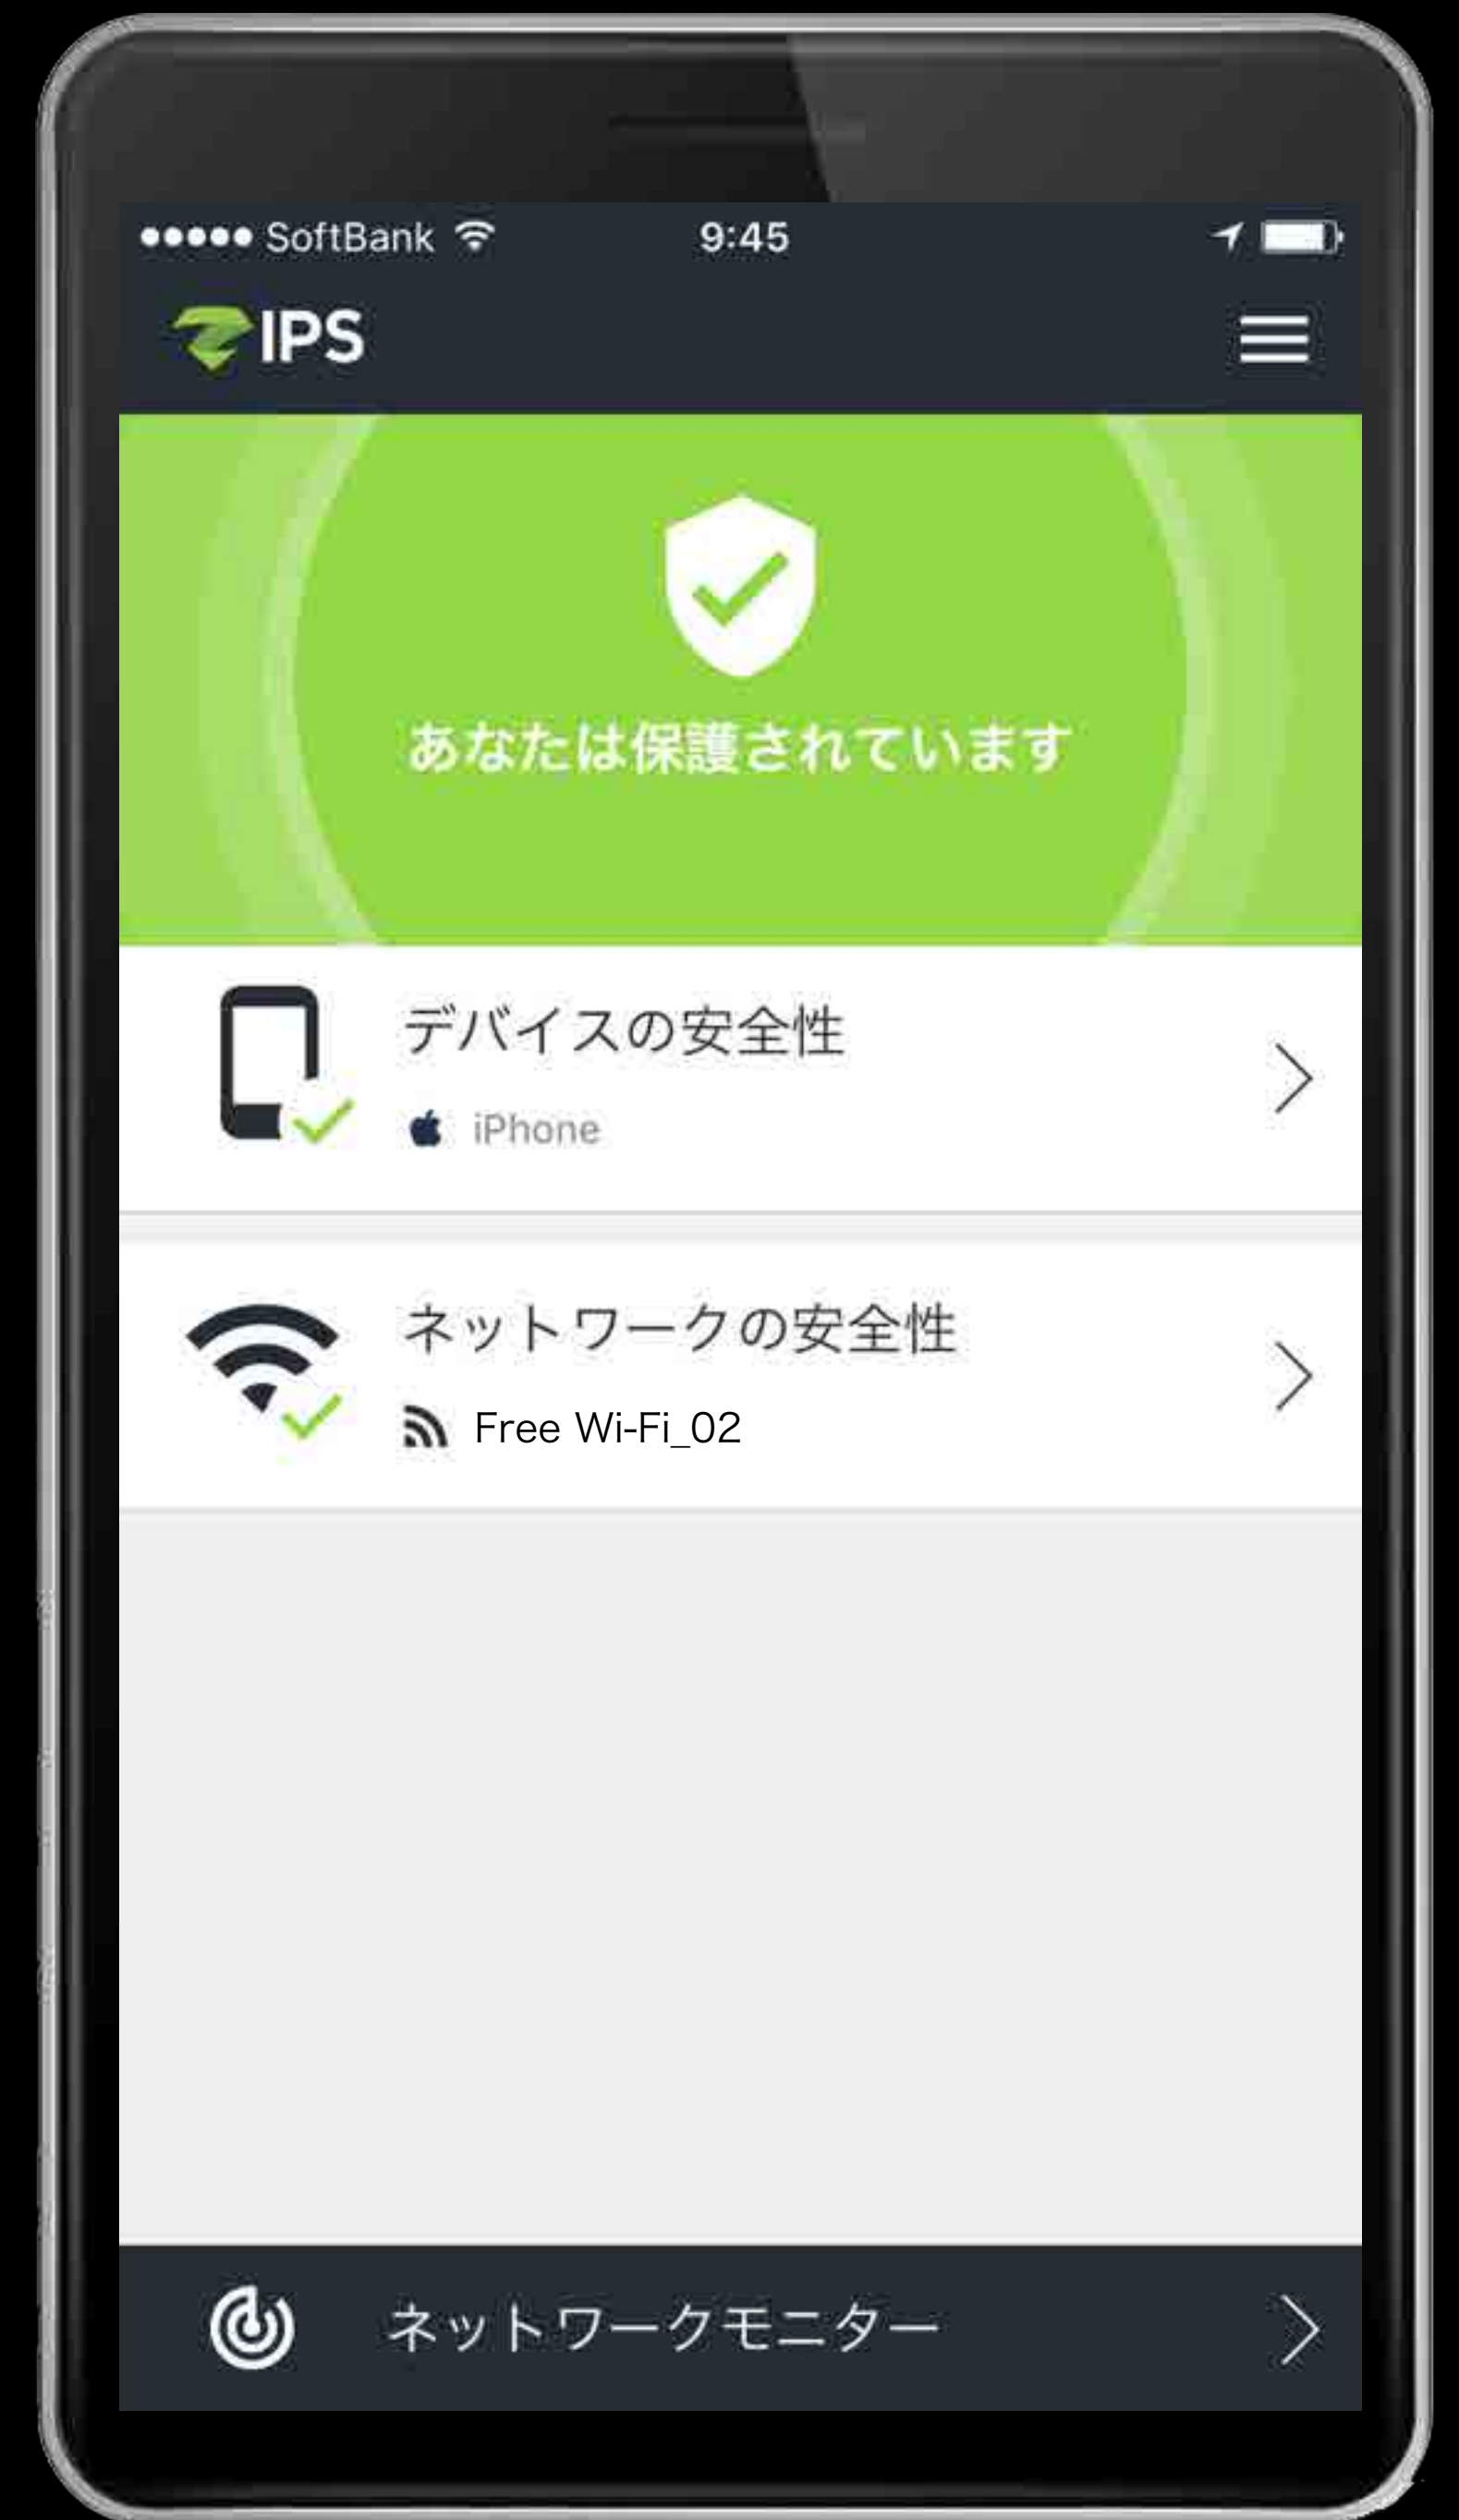 SoftBank 9:45
IPS
あなたは保護されています
デバイスの安全性
iPhone
ネットワークの安全性
Free Wi-Fi_02
ネットワークモニター